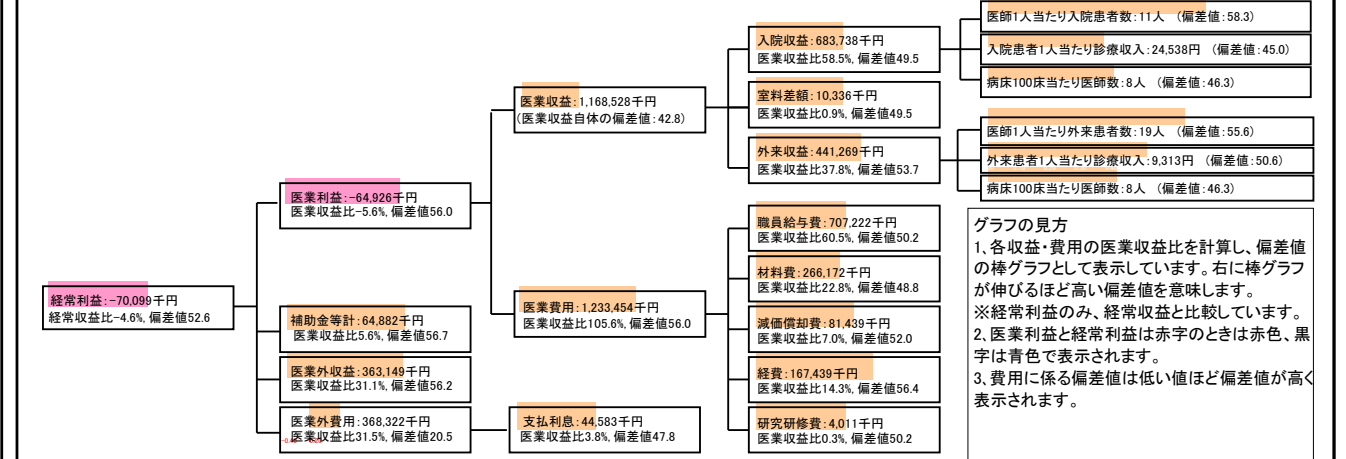 経常利益:-70,099千円
経常収支比-4.6%, 偏差値52.6
医業利益:-64,926千円
医業収益比-5.6%, 偏差値56.0
補助金等計:64,882千円
医業収益比5.6%, 偏差値56.7
医業外収益:363,149千円
医業収益比31.1%, 偏差値56.2
医業外費用:368,322千円
医業収益比31.5%, 偏差値20.5
医業収益:1,168,528千円
(医業収益自体の偏差値:42.8)
医業費用:1,233,454千円
医業収益比105.6%, 偏差値56.0
支払利息:44,583千円
医業収益比3.8%, 偏差値47.8
入院収益:683,738千円
医業収益比58.5%, 偏差値49.5
室料差額:10,336千円
医業収益比0.9%, 偏差値49.5
外来収益:441,269千円
医業収益比37.8%, 偏差値53.7
職員給与費:707,222千円
医業収益比60.5%, 偏差値50.2
材料費:266,172千円
医業収益比22.8%, 偏差値48.8
減価償却費:81,439千円
医業収益比7.0%, 偏差値52.0
経費:167,439千円
医業収益比14.3%, 偏差値56.4
研究研修費:4,011千円
医業収益比0.3%, 偏差値50.2
医師1人当たり入院患者数:11人 (偏差値:58.3)
入院患者1人当たり診療収入:24,538円 (偏差値:45.0)
病床100床当たり医師数:8人 (偏差値:46.3)
医師1人当たり外来患者数:19人 (偏差値:55.6)
外来患者1人当たり診療収入:9,313円 (偏差値:50.6)
病床100床当たり医師数:8人 (偏差値:46.3)
グラフの見方
1、各収益・費用の医業収益比を計算し、偏差値
の棒グラフとして表示しています。右に棒グラフ
が伸びるほど高い偏差値を意味します。
※経常利益のみ、経常収益と比較しています。
2、医業利益と経常利益は赤字のときは赤色、黒
字は青色で表示されます。
3、費用に係る偏差値は低い値ほど偏差値が高く
表示されます。